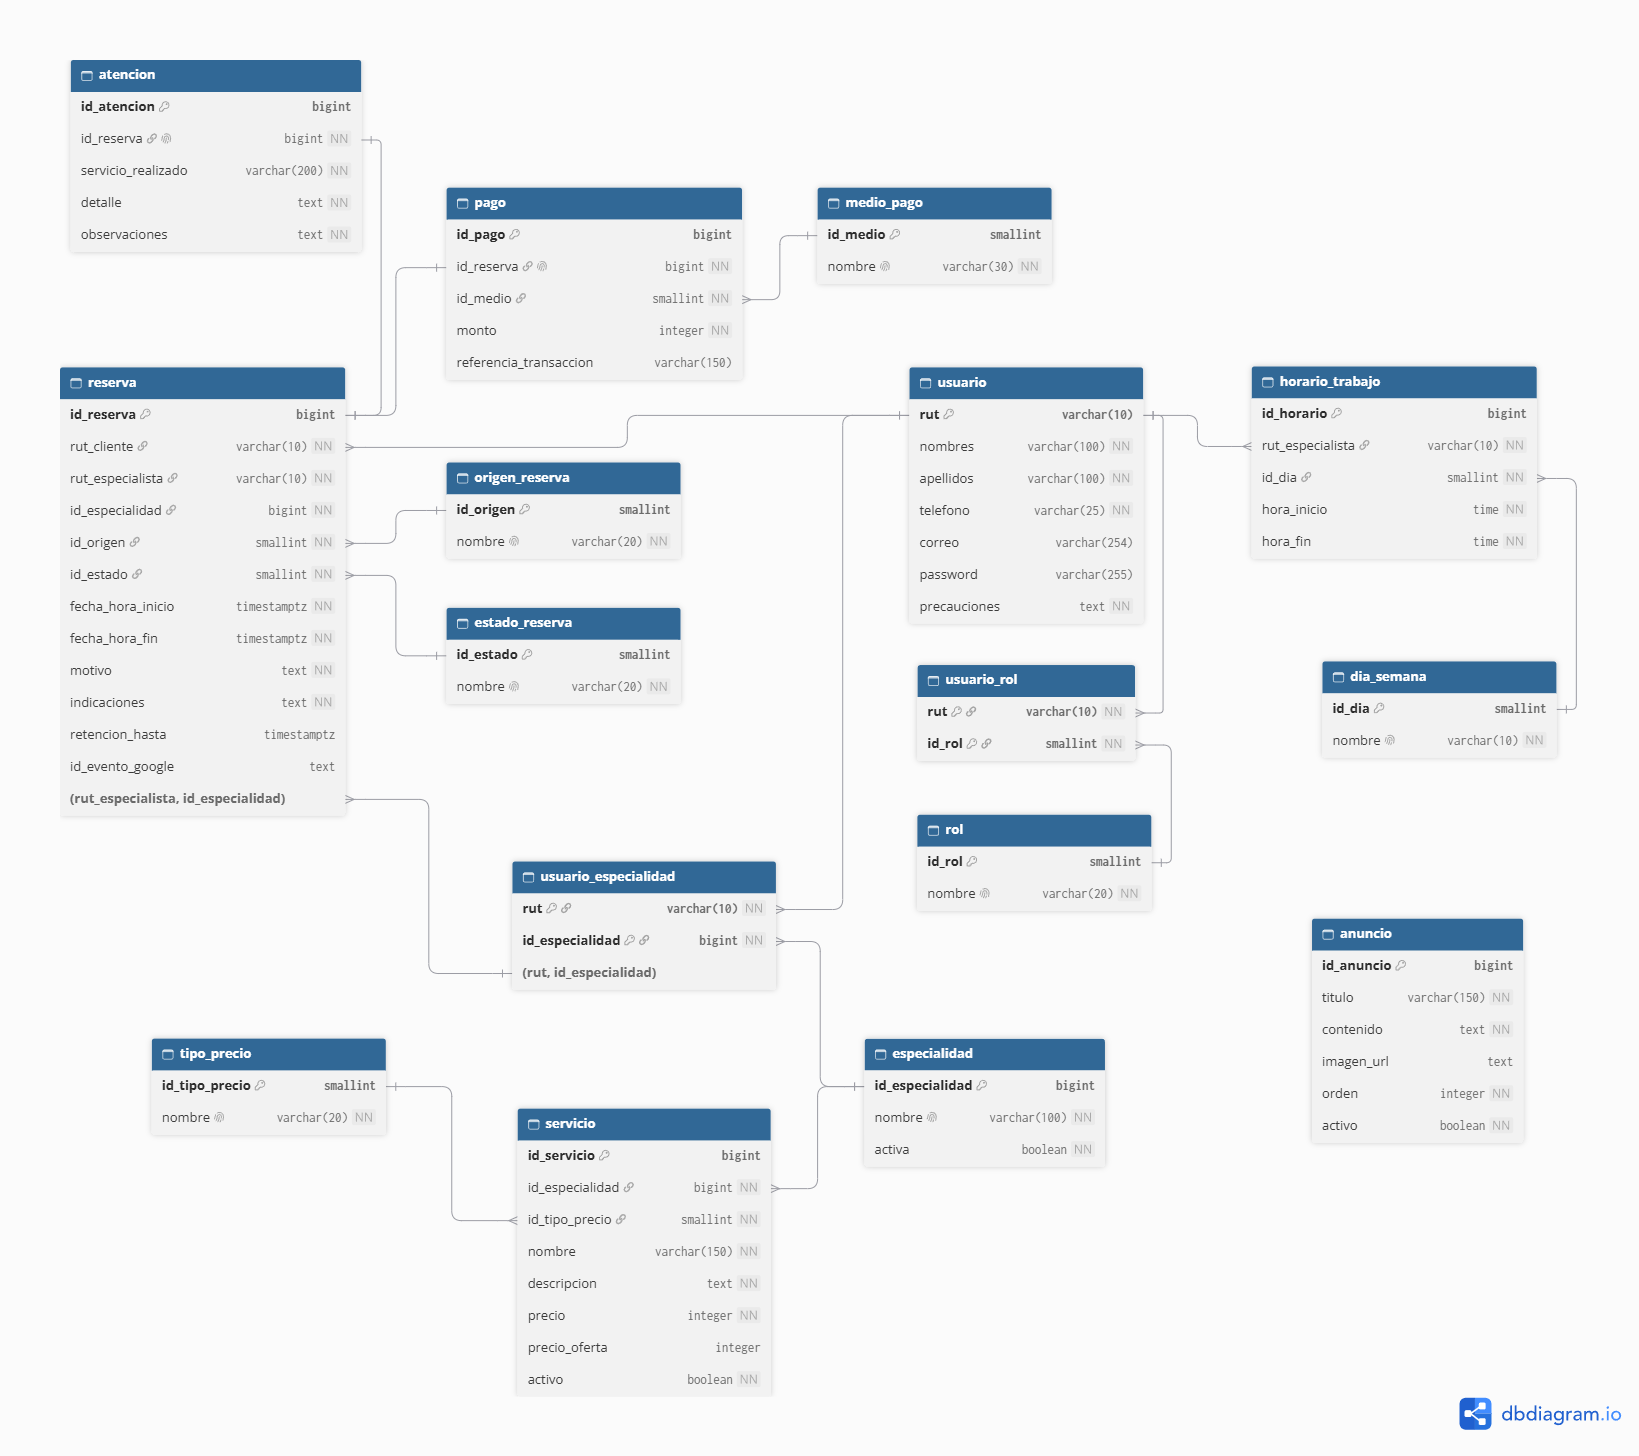 atencion
id_atencion bigint
id_reserva bigint NN
servicio_realizado varchar(200) NN
detalle text NN
observaciones text NN
pago
id_pago bigint
id_reserva bigint NN
id_medio smallint NN
monto integer NN
referencia_transaccion varchar(150)
medio_pago
id_medio smallint
nombre varchar(30) NN
reserva
id_reserva bigint
rut_cliente varchar(10) NN
rut_especialista varchar(10) NN
id_especialidad bigint NN
id_origen smallint NN
id_estado smallint NN
fecha_hora_inicio timestamptz NN
fecha_hora_fin timestamptz NN
motivo text NN
indicaciones text NN
retencion_hasta timestamptz
id_evento_google text
(rut_especialista, id_especialidad)
origen_reserva
id_origen smallint
nombre varchar(20) NN
estado_reserva
id_estado smallint
nombre varchar(20) NN
usuario
rut varchar(10)
nombres varchar(100) NN
apellidos varchar(100) NN
telefono varchar(25) NN
correo varchar(254)
password varchar(255)
precauciones text NN
horario_trabajo
id_horario bigint
rut_especialista varchar(10) NN
id_dia smallint NN
hora_inicio time NN
hora_fin time NN
usuario_rol
rut varchar(10) NN
id_rol smallint NN
dia_semana
id_dia smallint
nombre varchar(10) NN
rol
id_rol smallint
nombre varchar(20) NN
usuario_especialidad
rut varchar(10) NN
id_especialidad bigint NN
(rut, id_especialidad)
anuncio
id_anuncio bigint
titulo varchar(150) NN
contenido text NN
imagen_url text
orden integer NN
activo boolean NN
tipo_precio
id_tipo_precio smallint
nombre varchar(20) NN
especialidad
id_especialidad bigint
nombre varchar(100) NN
activa boolean NN
servicio
id_servicio bigint
id_especialidad bigint NN
id_tipo_precio smallint NN
nombre varchar(150) NN
descripcion text NN
precio integer NN
precio_oferta integer
activo boolean NN
dbdiagram.io